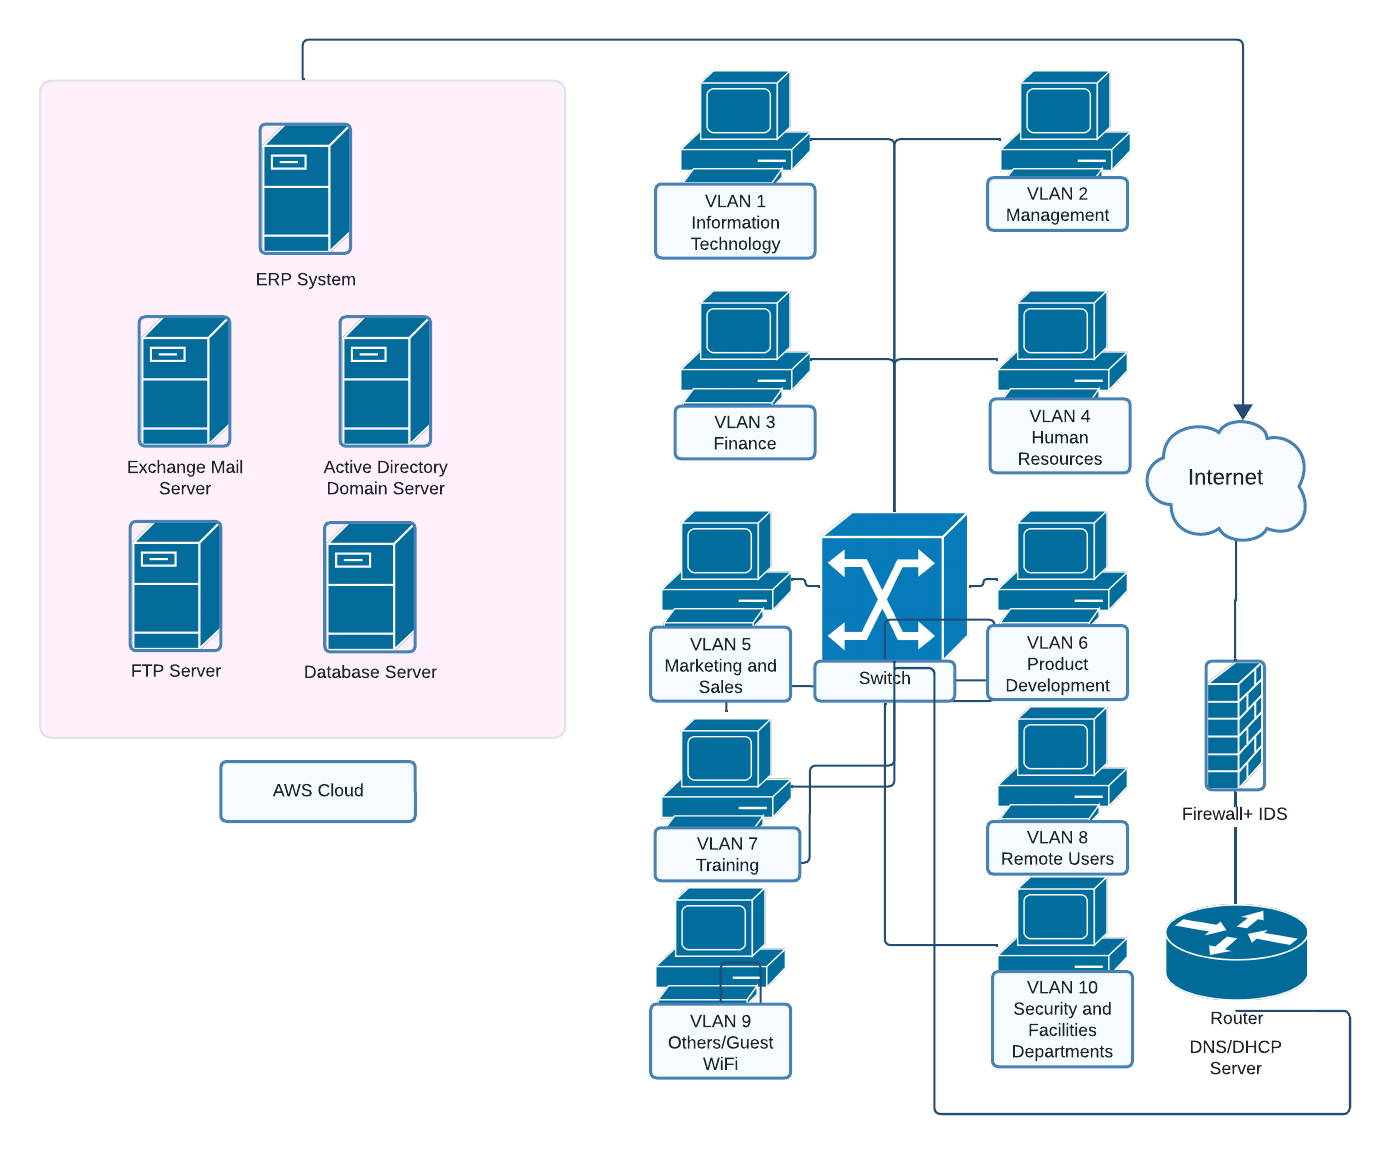 ERP System
Exchange Mail
Server
Active Directory
Domain Server
FTP Server
Database Server
AWS Cloud
VLAN 1
Information
Technology
VLAN 2
Management
VLAN 3
Finance
VLAN 4
Human
Resources
VLAN 5
Marketing and
Sales
Switch
VLAN 6
Product
Development
VLAN 7
Training
VLAN 8
Remote Users
VLAN 9
Others/Guest
WiFi
VLAN 10
Security and
Facilities
Departments
Internet
Firewall+ IDS
Router
DNS/DHCP
Server